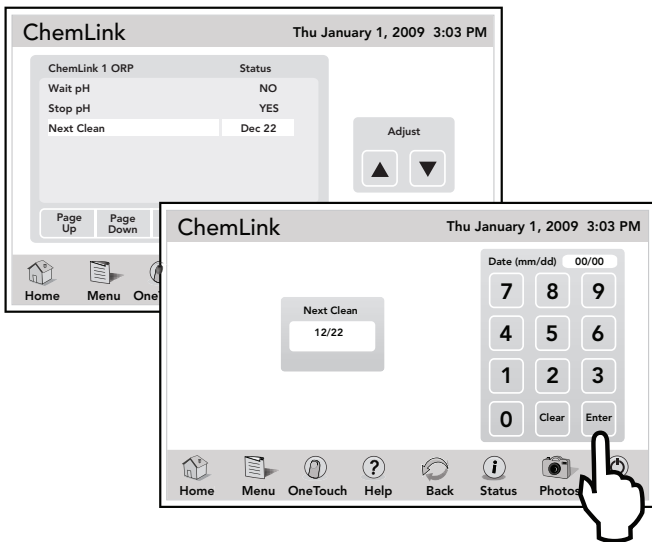 ChemLink Thu January 1, 2009 3:03 PM
ChemLink 1 ORP Status
Wait pH NO
Stop pH YES
Next Clean Dec 22
Adjust
Page Up Page Down
Home Menu
ChemLink Thu January 1, 2009 3:03 PM
Date (mm/dd) 00/00
Next Clean
12/22
7 8 9
4 5 6
1 2 3
0 Clear Enter
Home Menu OneTouch Help Back Status Photos